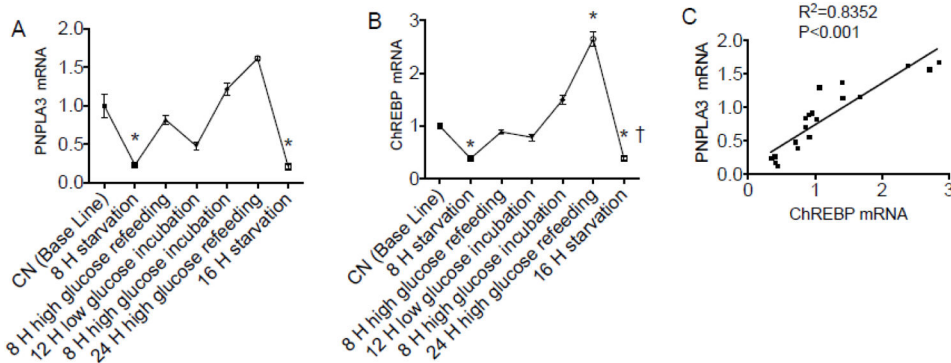 A
PNPLA3 mRNA
2.0
1.5
1.0
0.5
0.0
*
*
CN (Base Line)
8 H starvation
8 H high glucose refeeding
12 H low glucose incubation
8 H high glucose incubation
24 H high glucose refeeding
16 H starvation
B
ChREBP mRNA
4
3
2
1
0
*
*
* †
CN (Base Line)
8 H starvation
8 H high glucose refeeding
12 H low glucose incubation
8 H high glucose incubation
24 H high glucose refeeding
16 H starvation
C
R²=0.8352
P<0.001
PNPLA3 mRNA
2.0
1.5
1.0
0.5
0.0
0 1 2 3
ChREBP mRNA